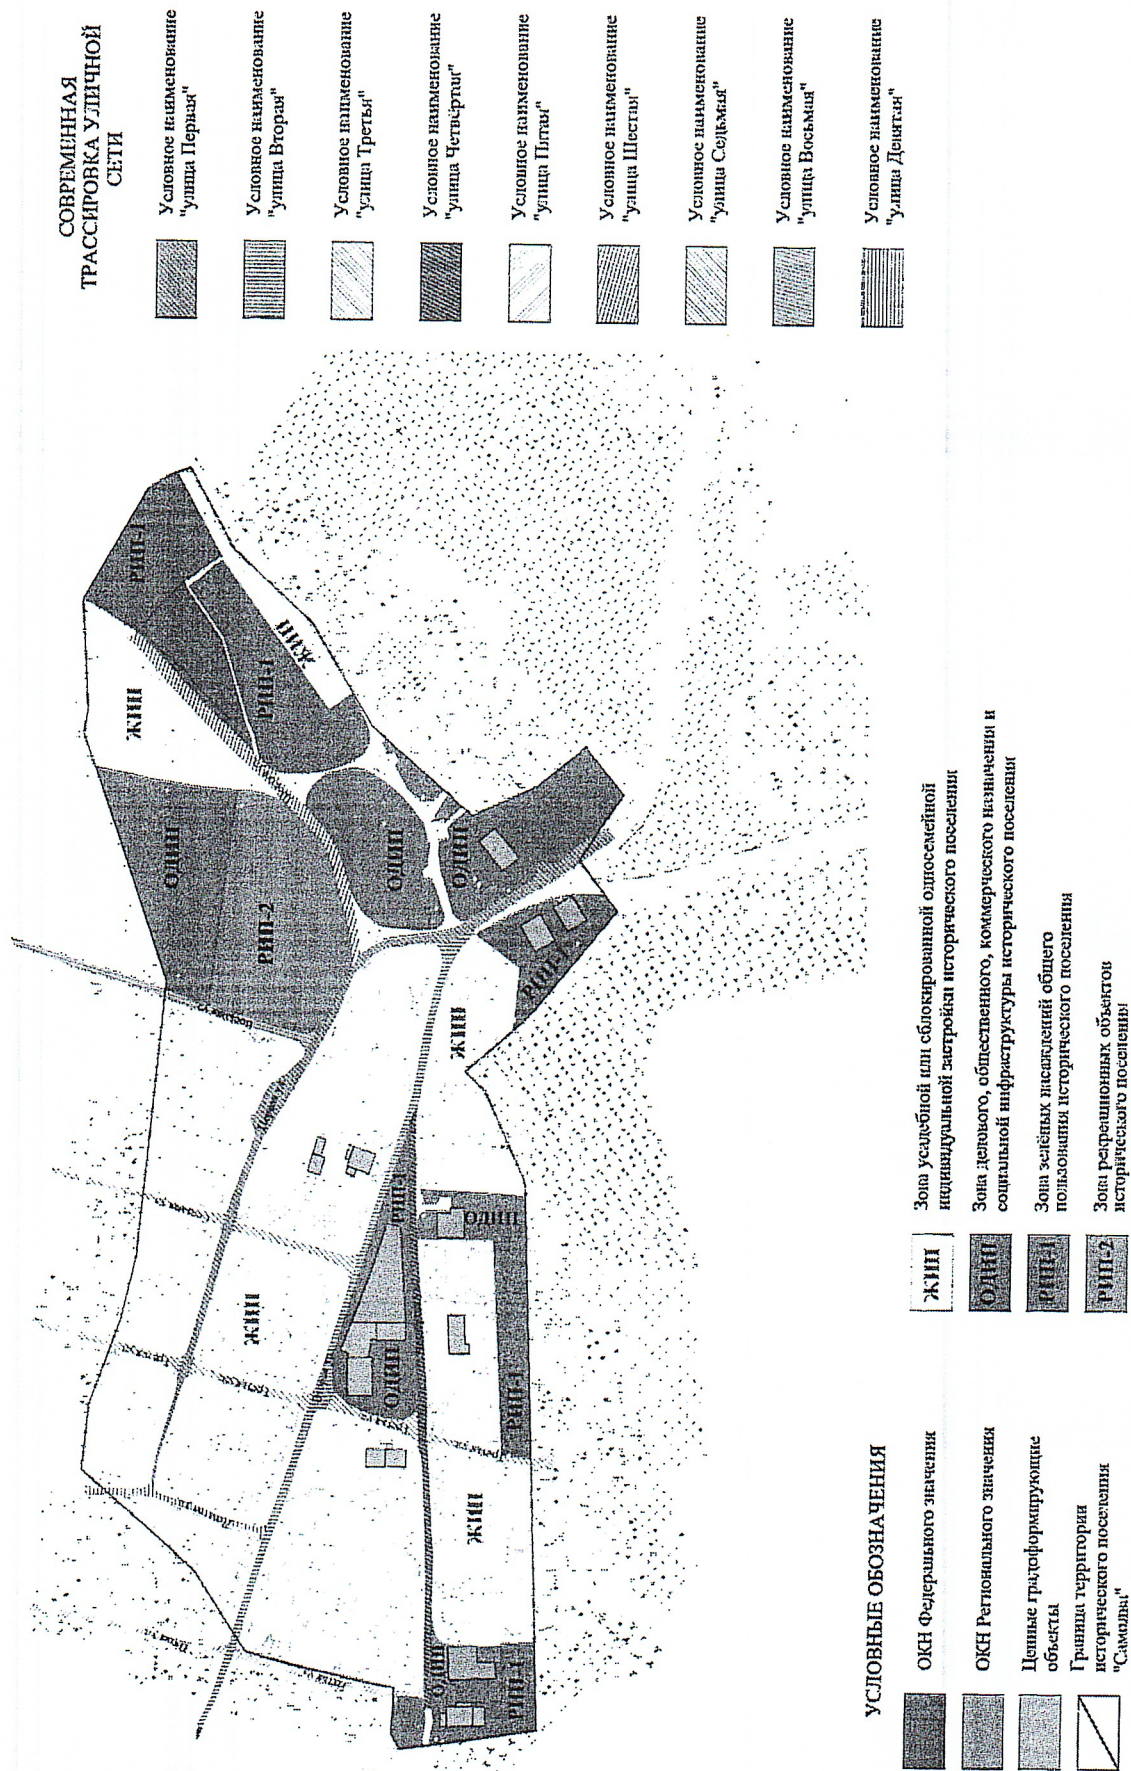 СОВРЕМЕННАЯ
ТРАССИРОВКА УЛИЧНОЙ
СЕТИ
Условное наименование
"улица Первая"
Условное наименование
"улица Вторая"
Условное наименование
"улица Третья"
Условное наименование
"улица Четвёртая"
Условное наименование
"улица Пятая"
Условное наименование
"улица Шестая"
Условное наименование
"улица Седьмая"
Условное наименование
"улица Восьмая"
Условное наименование
"улица Девятая"
РИП-1
ЖИП
РИП-1
ЖИП
ОДИП
РИП-2
ОДИП
ОДИП
РИП-1
ЖИП
РИП-1
ОДИП
ЖИП
ОДИП
РИП-1
ЖИП
ОДИП
РИП-1
УСЛОВНЫЕ ОБОЗНАЧЕНИЯ
ОКН Федерального значения
ОКН Регионального значения
Ценные градоформирующие
объекты
Граница территории
исторического поселения
"Самолва"
ЖИП
Зона усадебной или сблокированной односемейной
индивидуальной застройки исторического поселения
ОДИП
Зона делового, общественного, коммерческого назначения и
социальной инфраструктуры исторического поселения
РИП-1
Зона зелёных насаждений общего
пользования исторического поселения
РИП-2
Зона рекреационных объектов
исторического поселения